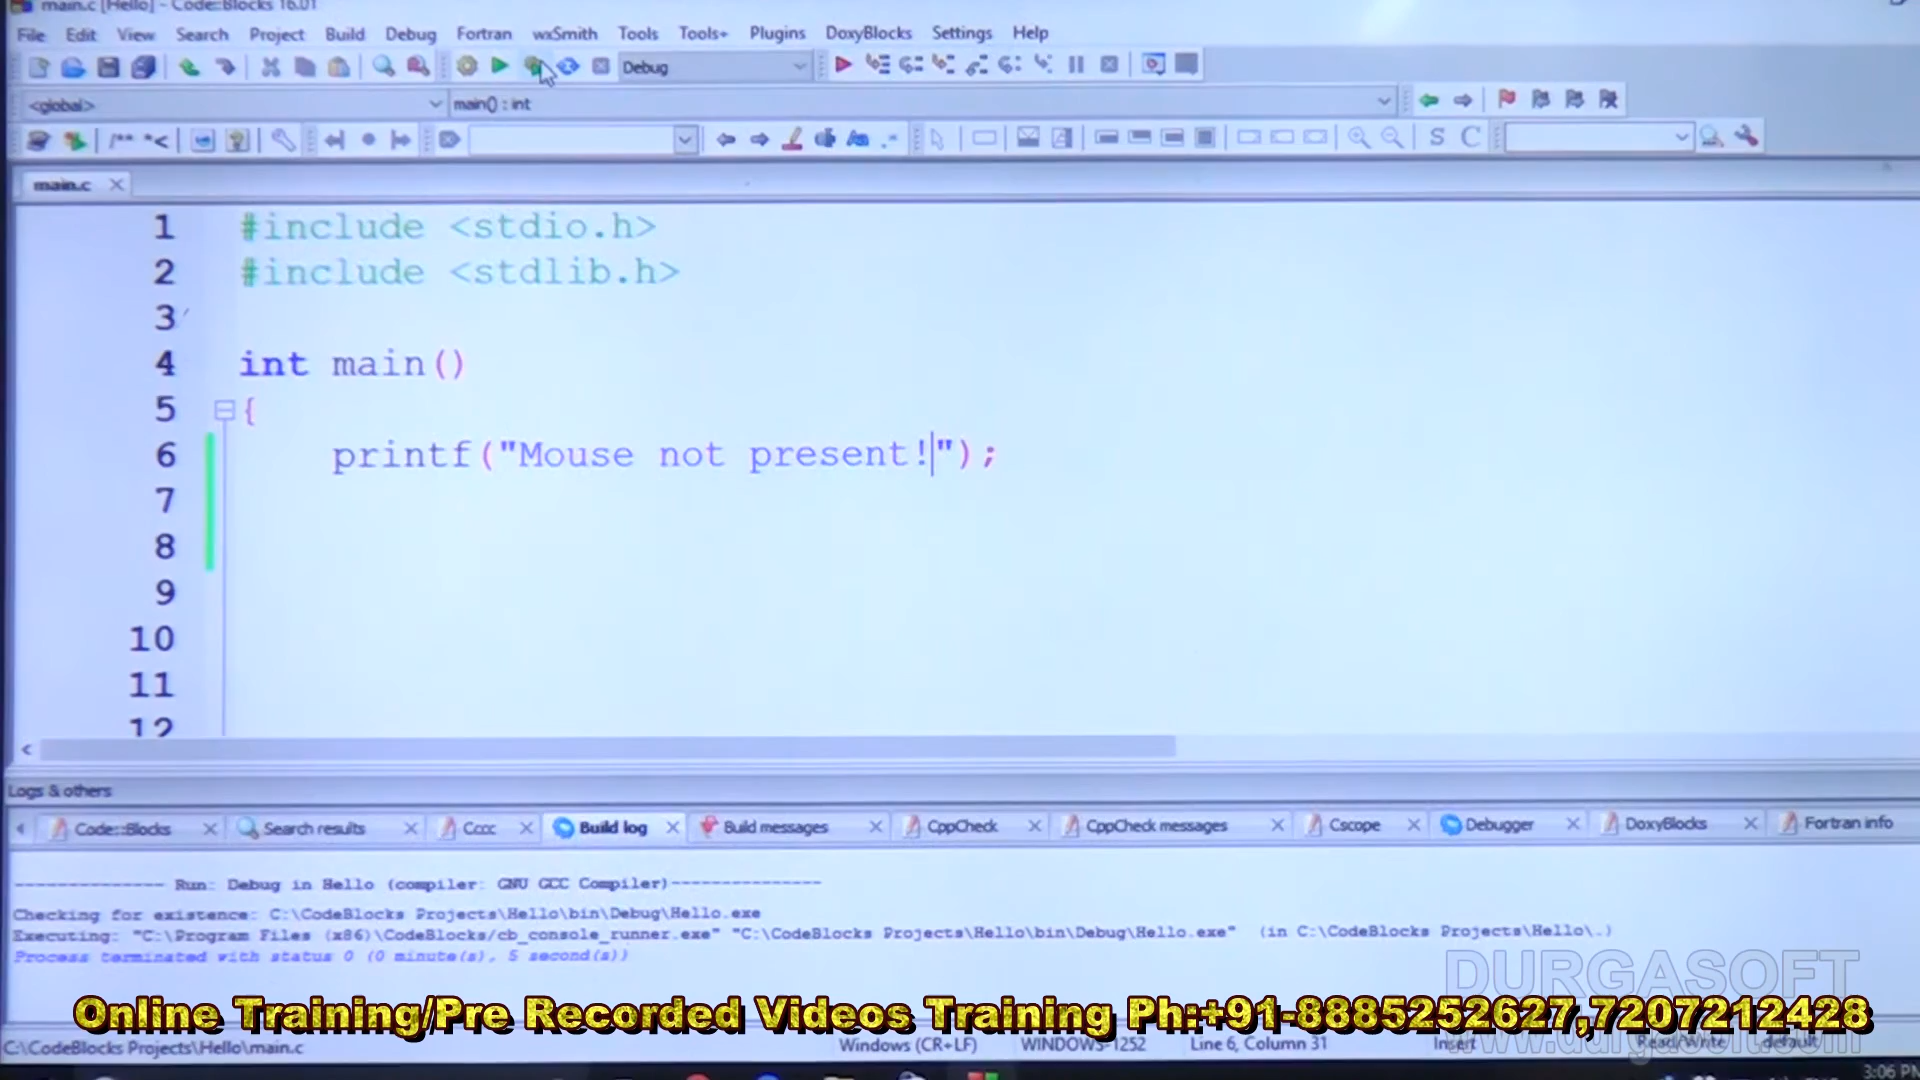 main.c [Hello] - Code::Blocks 16.01
File Edit View Search Project Build Debug Fortran wxSmith Tools Tools+ Plugins DoxyBlocks Settings Help
Debug
<global> main() : int
/** *< S C
main.c
1 #include <stdio.h>
2 #include <stdlib.h>
3
4 int main()
5 {
6 printf("Mouse not present!");
7
8
9
10
11
12
Logs & others
Code::Blocks Search results Cccc Build log Build messages CppCheck CppCheck messages Cscope Debugger DoxyBlocks Fortran info
-------------- Run: Debug in Hello (compiler: GNU GCC Compiler)---------------
Checking for existence: C:\CodeBlocks Projects\Hello\bin\Debug\Hello.exe
Executing: "C:\Program Files (x86)\CodeBlocks/cb_console_runner.exe" "C:\CodeBlocks Projects\Hello\bin\Debug\Hello.exe" (in C:\CodeBlocks Projects\Hello\.)
Process terminated with status 0 (0 minute(s), 5 second(s))
DURGASOFT
Online Training/Pre Recorded Videos Training Ph:+91-8885252627,7207212428
C:\CodeBlocks Projects\Hello\main.c Windows (CR+LF) WINDOWS-1252 Line 6, Column 31 Insert Read/Write default
www.durgasoft.com
3:06 PM